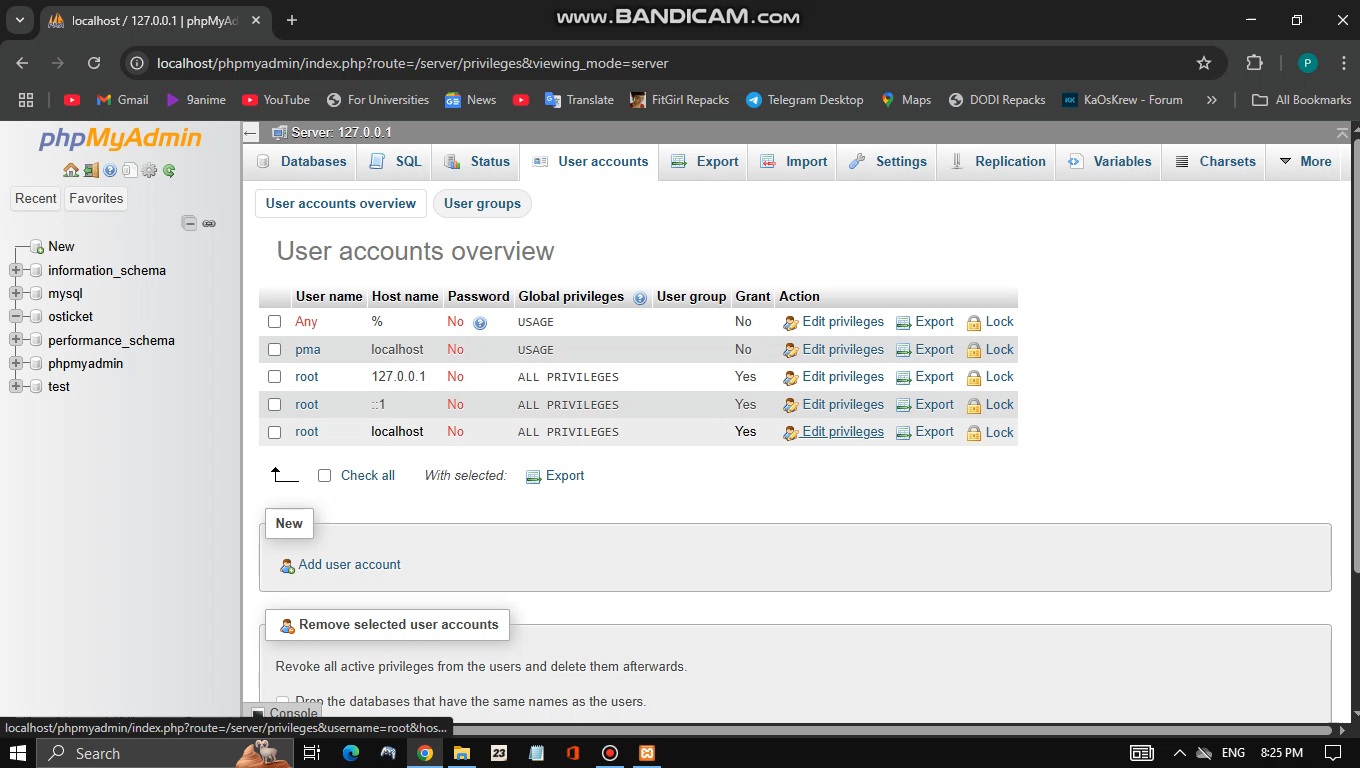 www.BANDICAM.com
localhost / 127.0.0.1 | phpMyAd
localhost/phpmyadmin/index.php?route=/server/privileges&viewing_mode=server
P
Gmail 9anime YouTube For Universities News Translate FitGirl Repacks Telegram Desktop Maps DODI Repacks KK KaOsKrew - Forum » All Bookmarks
phpMyAdmin
Recent Favorites
New
information_schema
mysql
osticket
performance_schema
phpmyadmin
test
Server: 127.0.0.1
Databases SQL Status User accounts Export Import Settings Replication Variables Charsets More
User accounts overview User groups
User accounts overview
User name Host name Password Global privileges User group Grant Action
Any % No USAGE No Edit privileges Export Lock
pma localhost No USAGE No Edit privileges Export Lock
root 127.0.0.1 No ALL PRIVILEGES Yes Edit privileges Export Lock
root ::1 No ALL PRIVILEGES Yes Edit privileges Export Lock
root localhost No ALL PRIVILEGES Yes Edit privileges Export Lock
Check all With selected: Export
New
Add user account
Remove selected user accounts
Revoke all active privileges from the users and delete them afterwards.
Drop the databases that have the same names as the users.
Console
localhost/phpmyadmin/index.php?route=/server/privileges&username=root&hos...
Search 23 ENG 8:25 PM